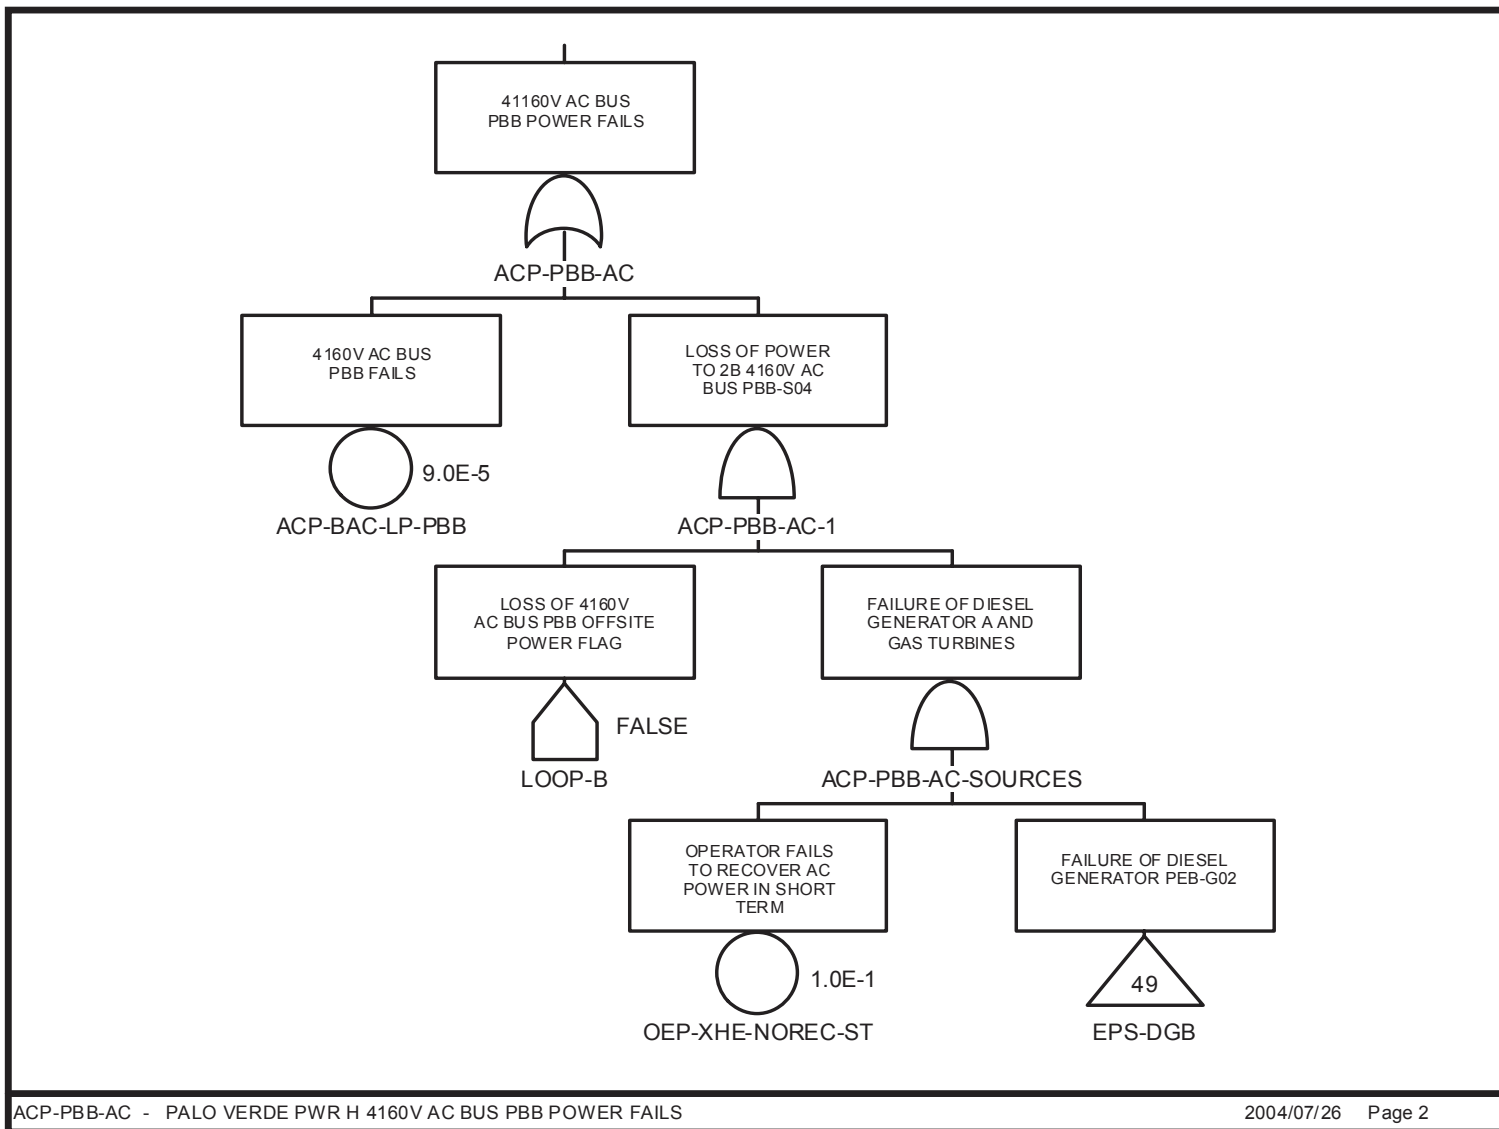 41160V AC BUS
PBB POWER FAILS
ACP-PBB-AC
4160V AC BUS
PBB FAILS
9.0E-5
ACP-BAC-LP-PBB
LOSS OF POWER
TO 2B 4160V AC
BUS PBB-S04
ACP-PBB-AC-1
LOSS OF 4160V
AC BUS PBB OFFSITE
POWER FLAG
FALSE
LOOP-B
FAILURE OF DIESEL
GENERATOR A AND
GAS TURBINES
ACP-PBB-AC-SOURCES
OPERATOR FAILS
TO RECOVER AC
POWER IN SHORT
TERM
1.0E-1
OEP-XHE-NOREC-ST
FAILURE OF DIESEL
GENERATOR PEB-G02
49
EPS-DGB
ACP-PBB-AC - PALO VERDE PWR H 4160V AC BUS PBB POWER FAILS
2004/07/26 Page 2